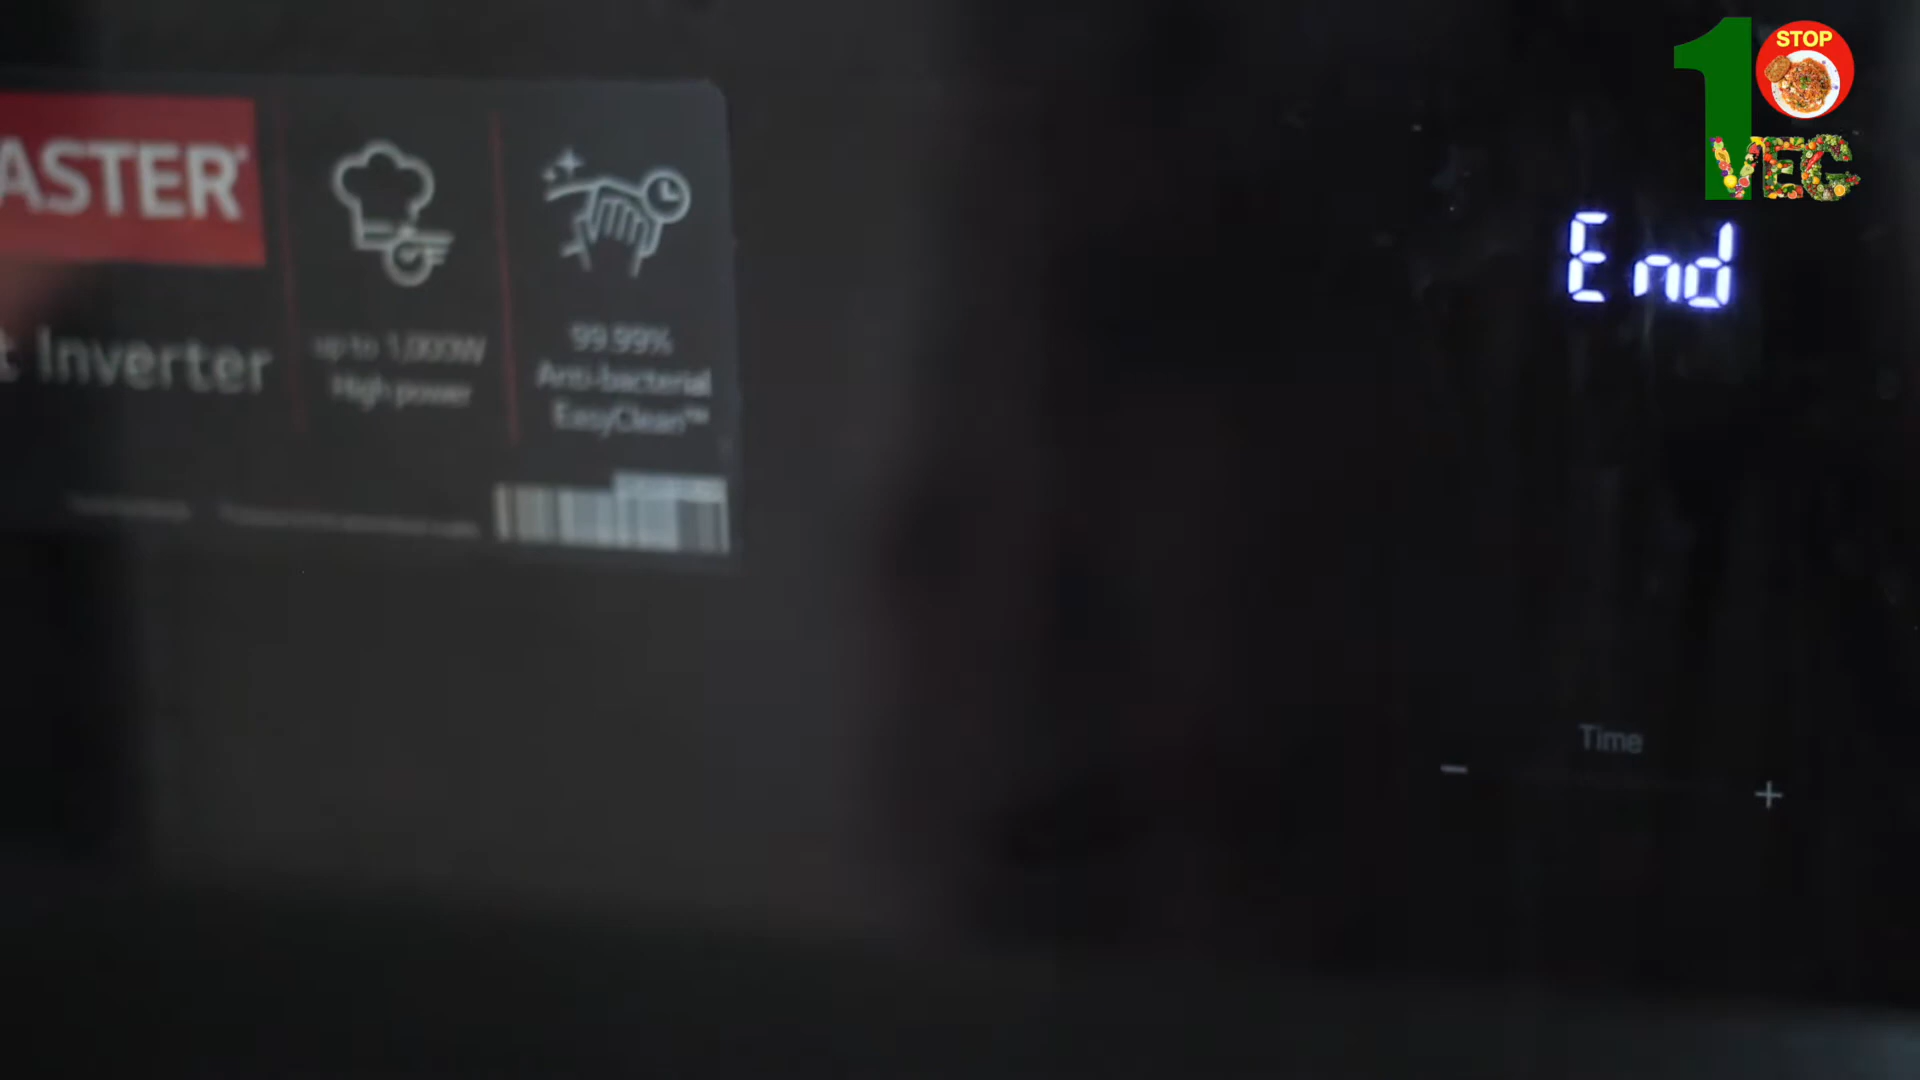 STOP
1
VEG
ASTER
t Inverter
up to 1,000W
High power
99.99%
Anti-bacterial
EasyClean™
End
Time
- +